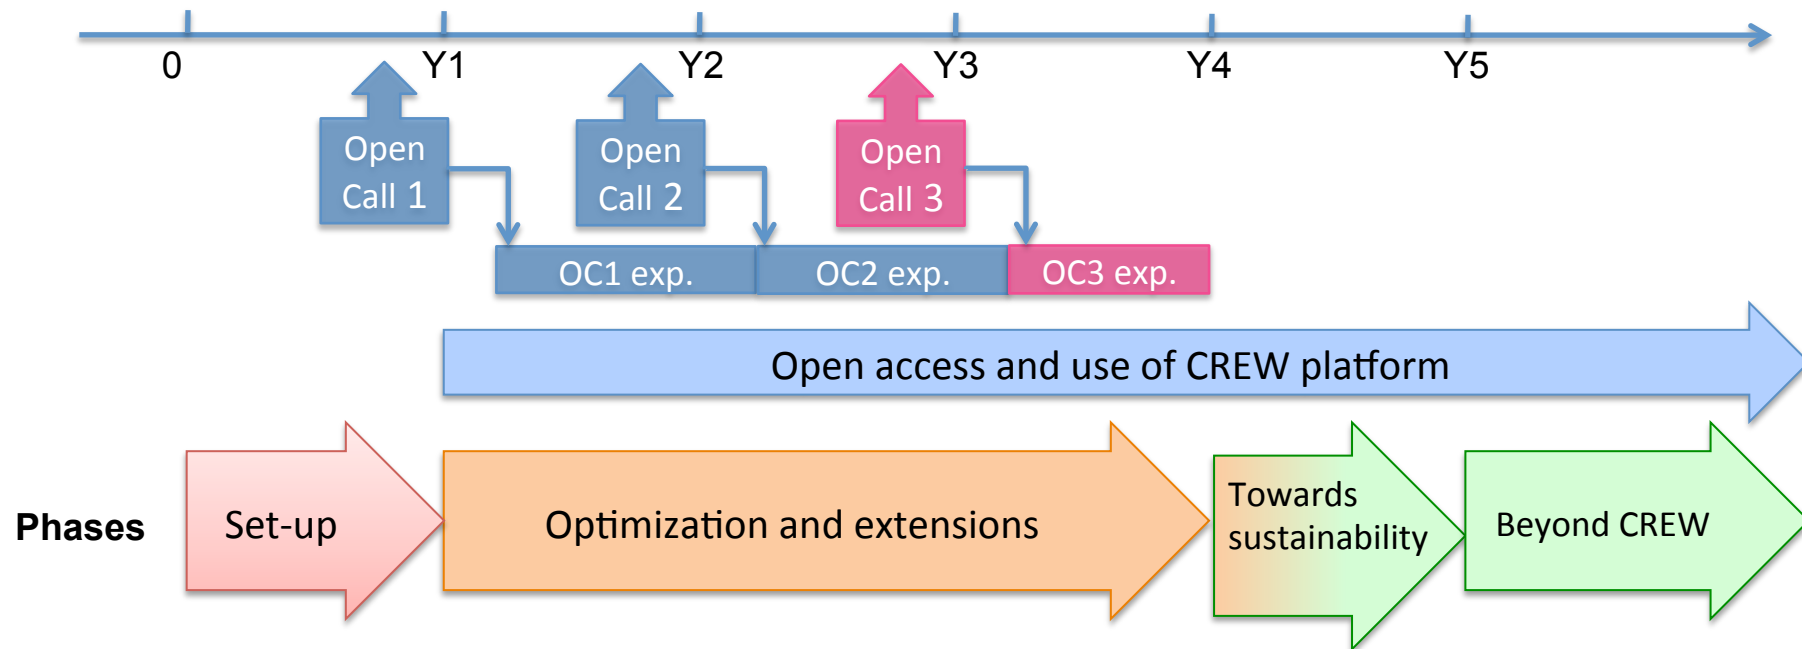 0 Y1 Y2 Y3 Y4 Y5
Open
Call 1
Open
Call 2
Open
Call 3
OC1 exp. OC2 exp. OC3 exp.
Open access and use of CREW platform
Phases
Set-up
Optimization and extensions
Towards
sustainability
Beyond CREW